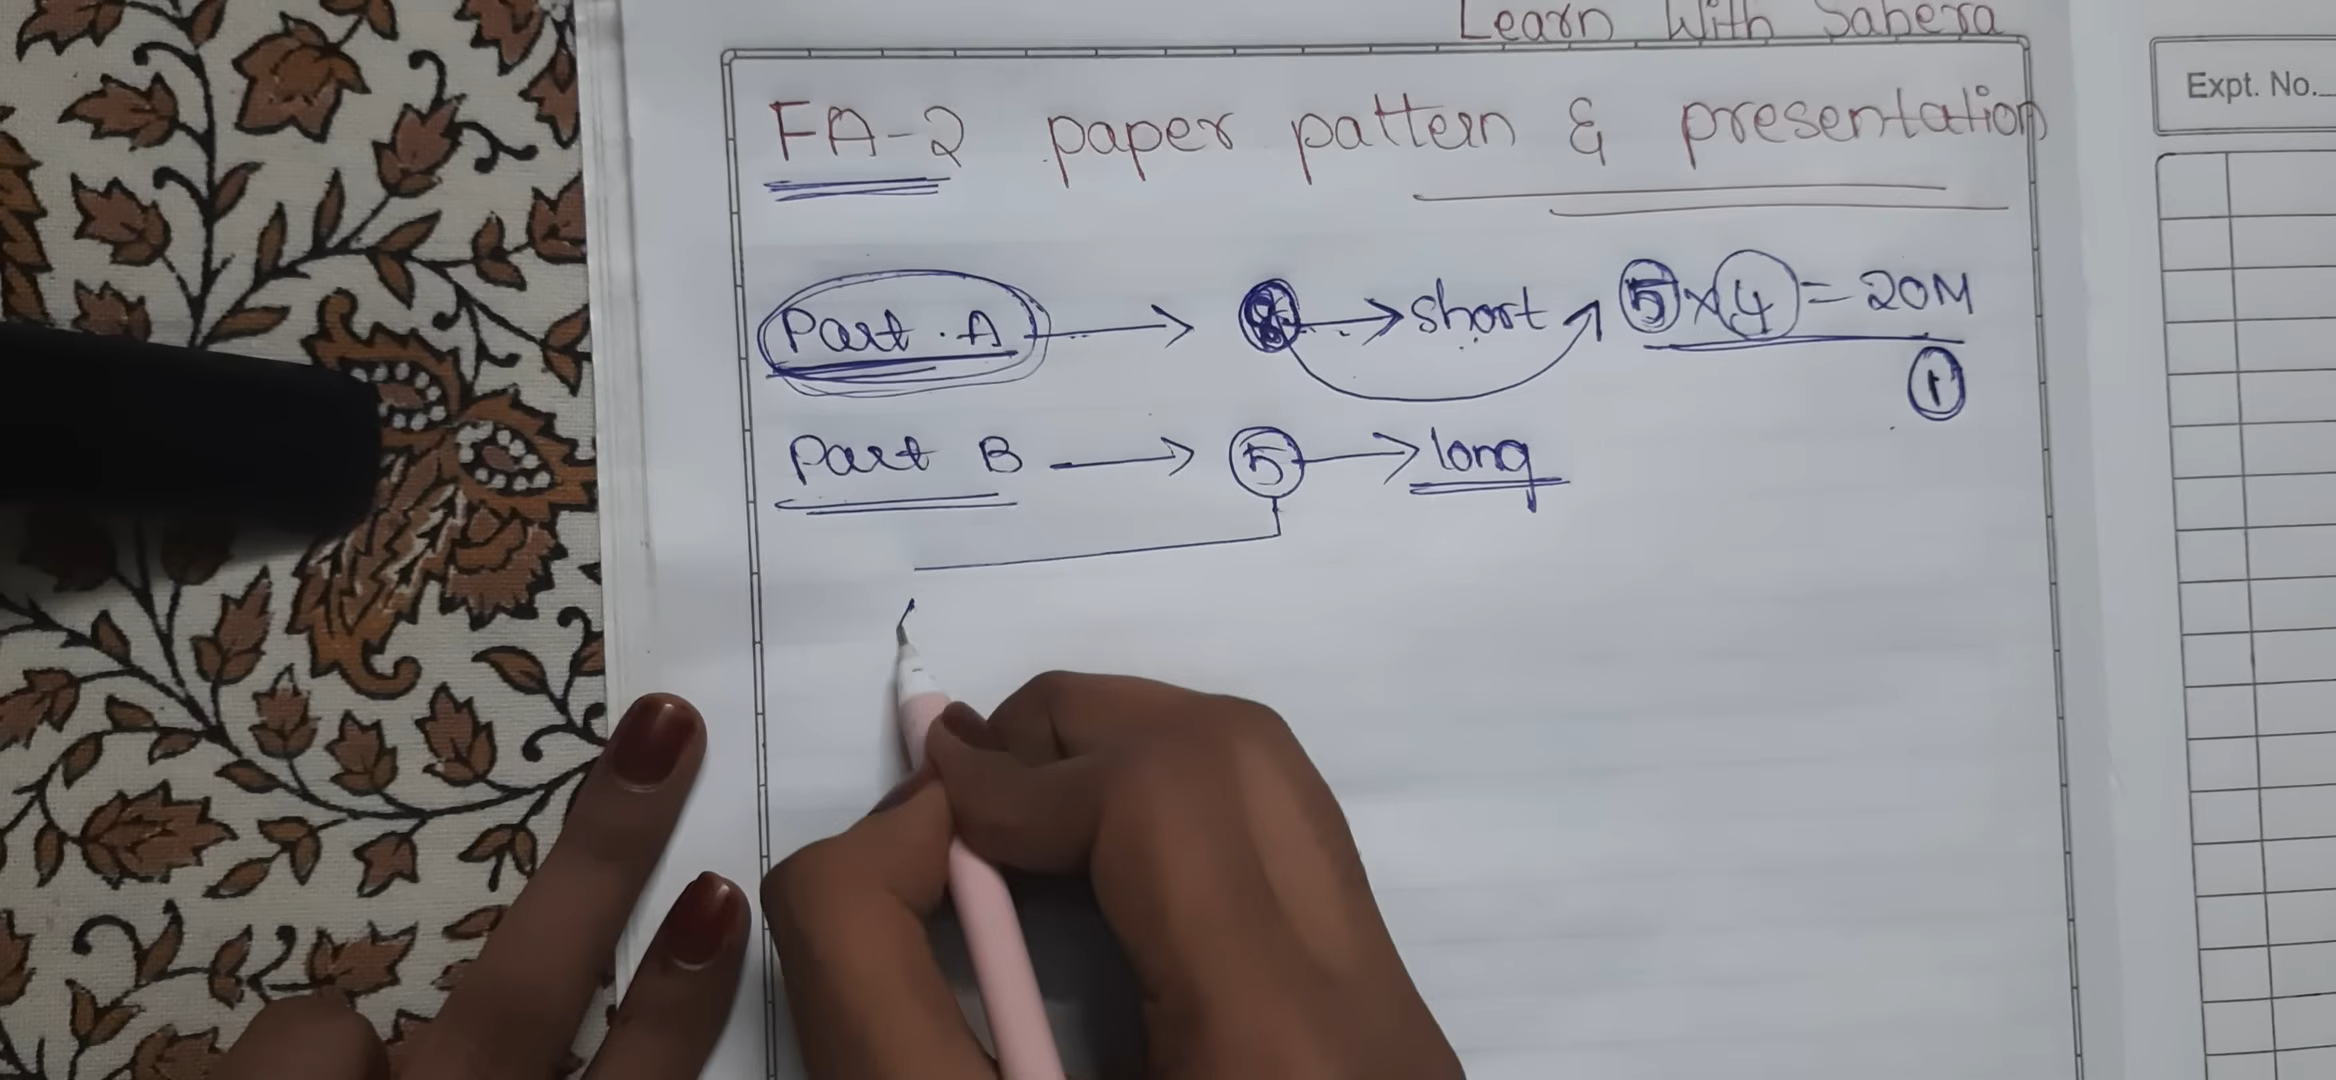 Learn With Sabera
Expt. No.
FA-2 paper pattern & presentation
Part. A → 8 → short 5×4=20M
1
Part B → 5 → long